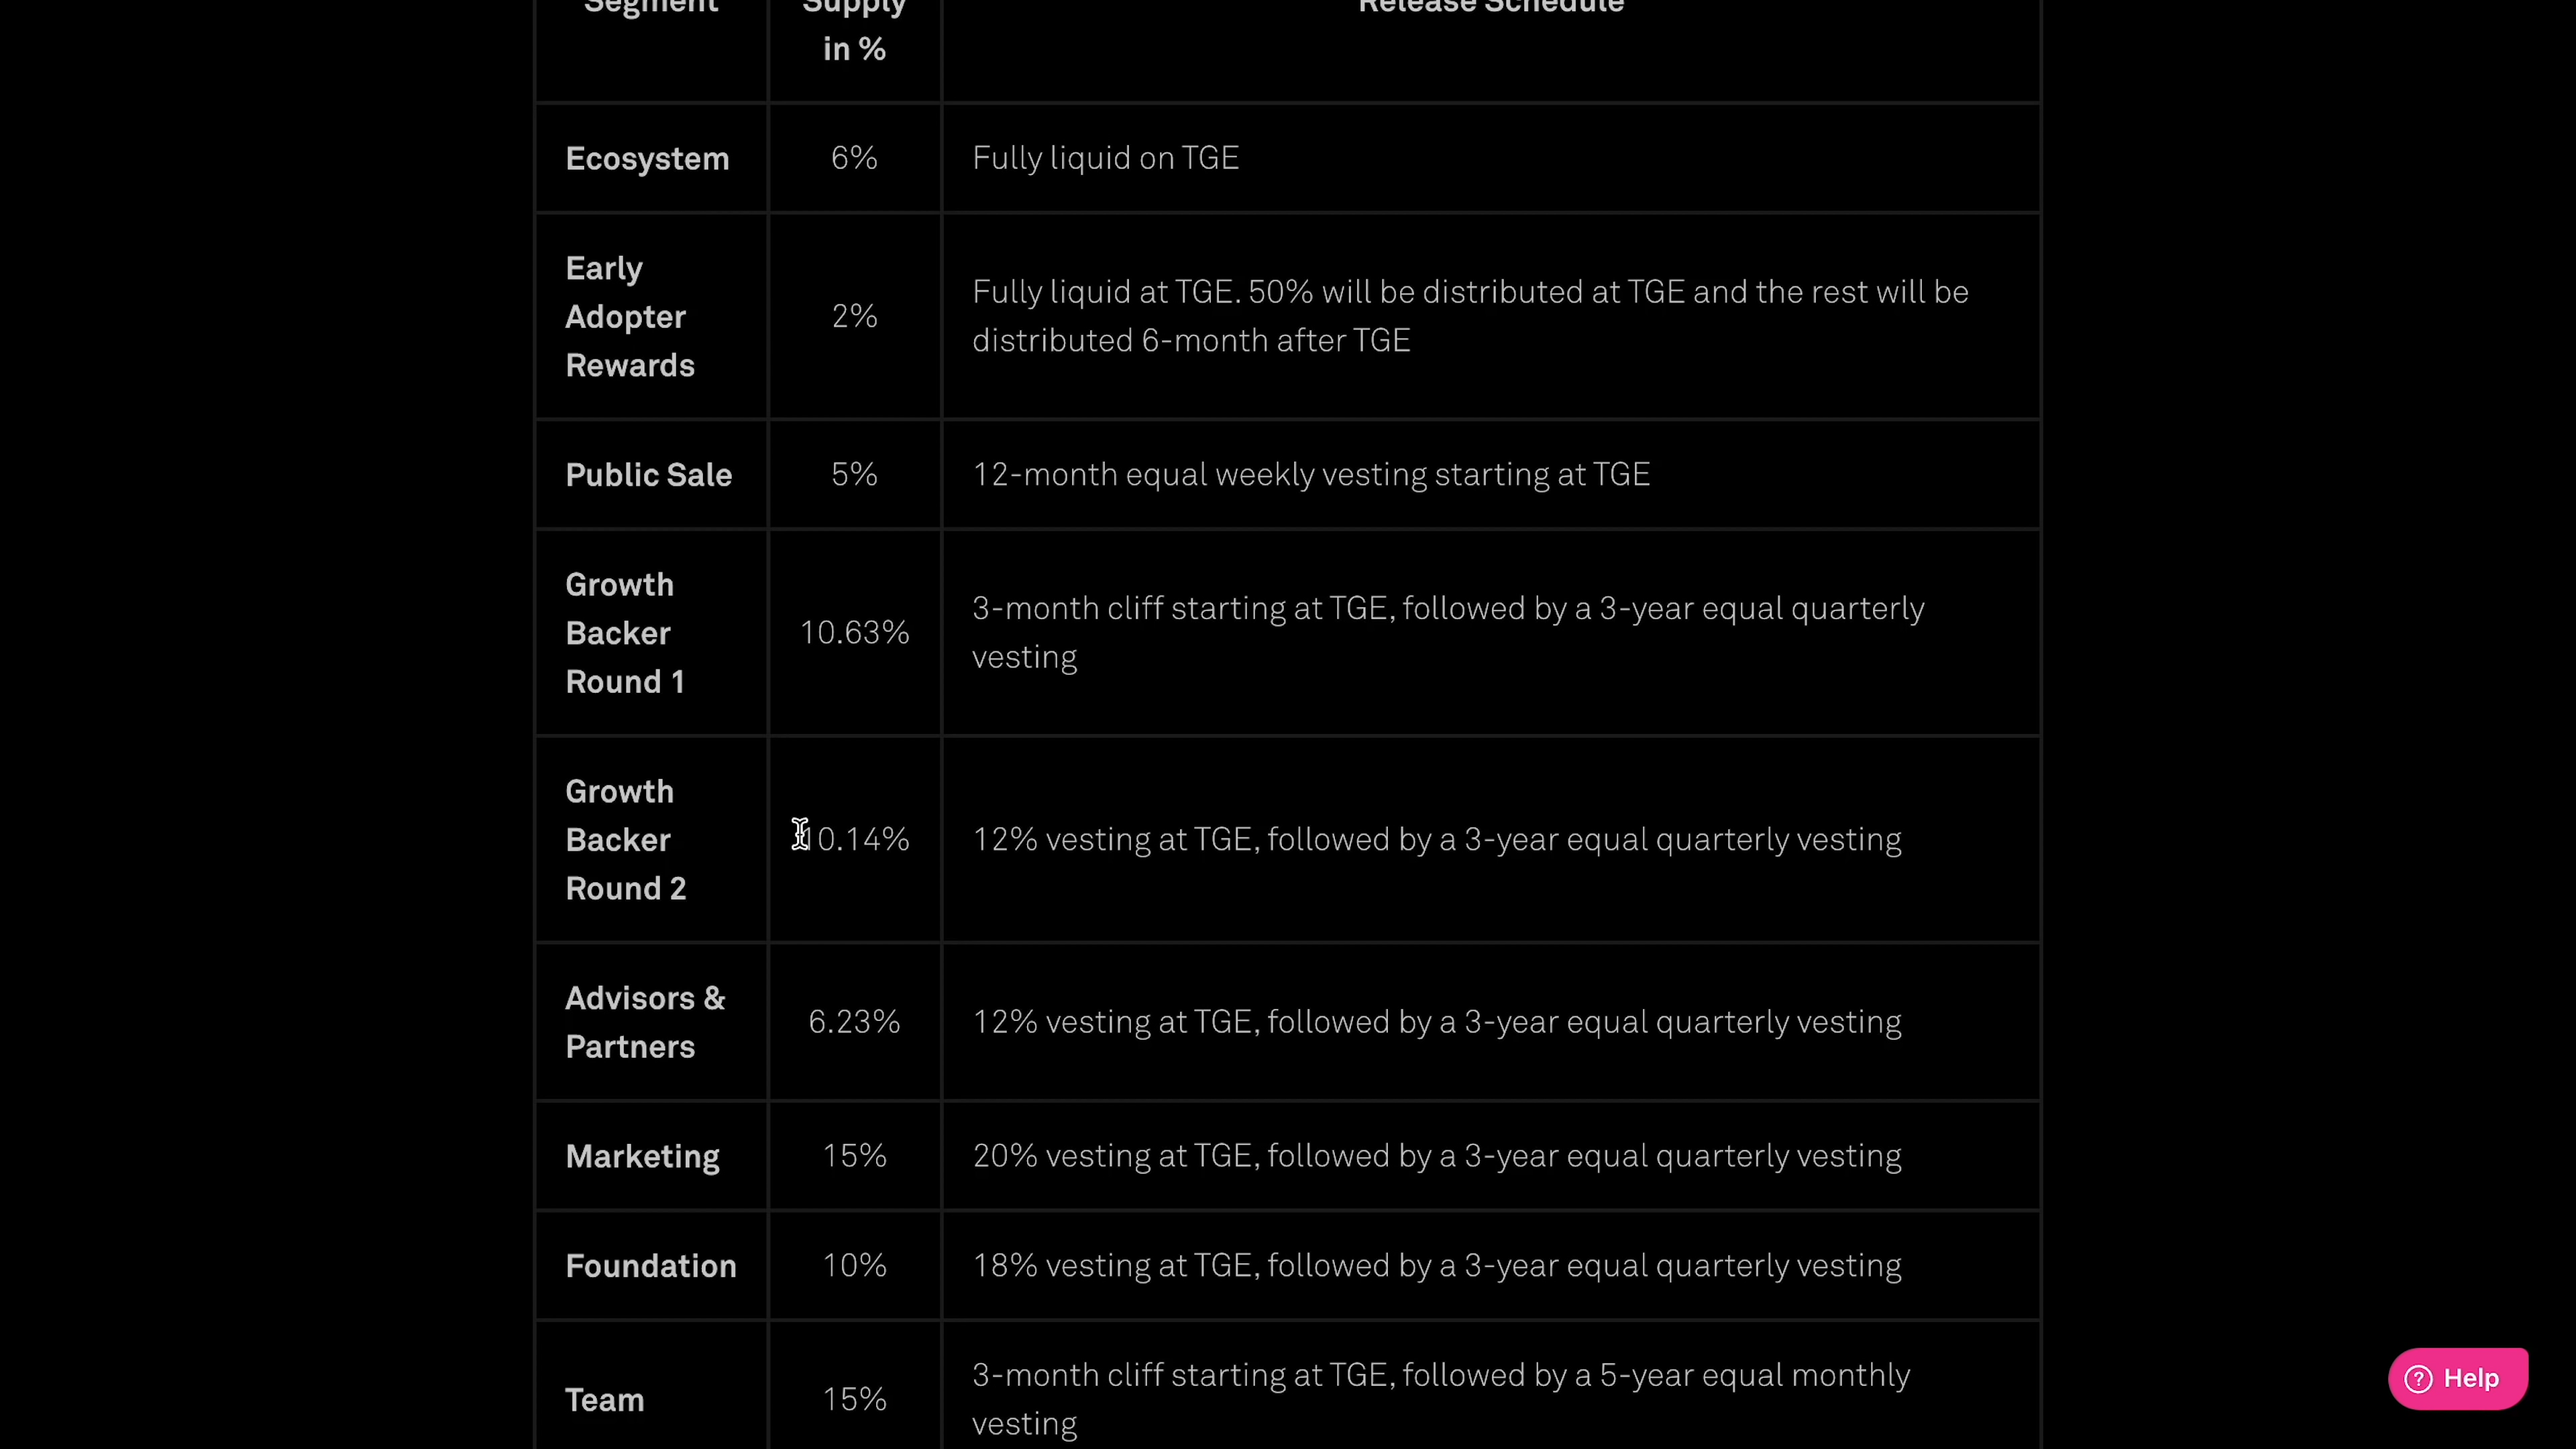 Segment
Supply
in %
Release Schedule
Ecosystem
6%
Fully liquid on TGE
Early
Adopter
Rewards
2%
Fully liquid at TGE. 50% will be distributed at TGE and the rest will be
distributed 6-month after TGE
Public Sale
5%
12-month equal weekly vesting starting at TGE
Growth
Backer
Round 1
10.63%
3-month cliff starting at TGE, followed by a 3-year equal quarterly
vesting
Growth
Backer
Round 2
10.14%
12% vesting at TGE, followed by a 3-year equal quarterly vesting
Advisors &
Partners
6.23%
12% vesting at TGE, followed by a 3-year equal quarterly vesting
Marketing
15%
20% vesting at TGE, followed by a 3-year equal quarterly vesting
Foundation
10%
18% vesting at TGE, followed by a 3-year equal quarterly vesting
Team
15%
3-month cliff starting at TGE, followed by a 5-year equal monthly
vesting
? Help